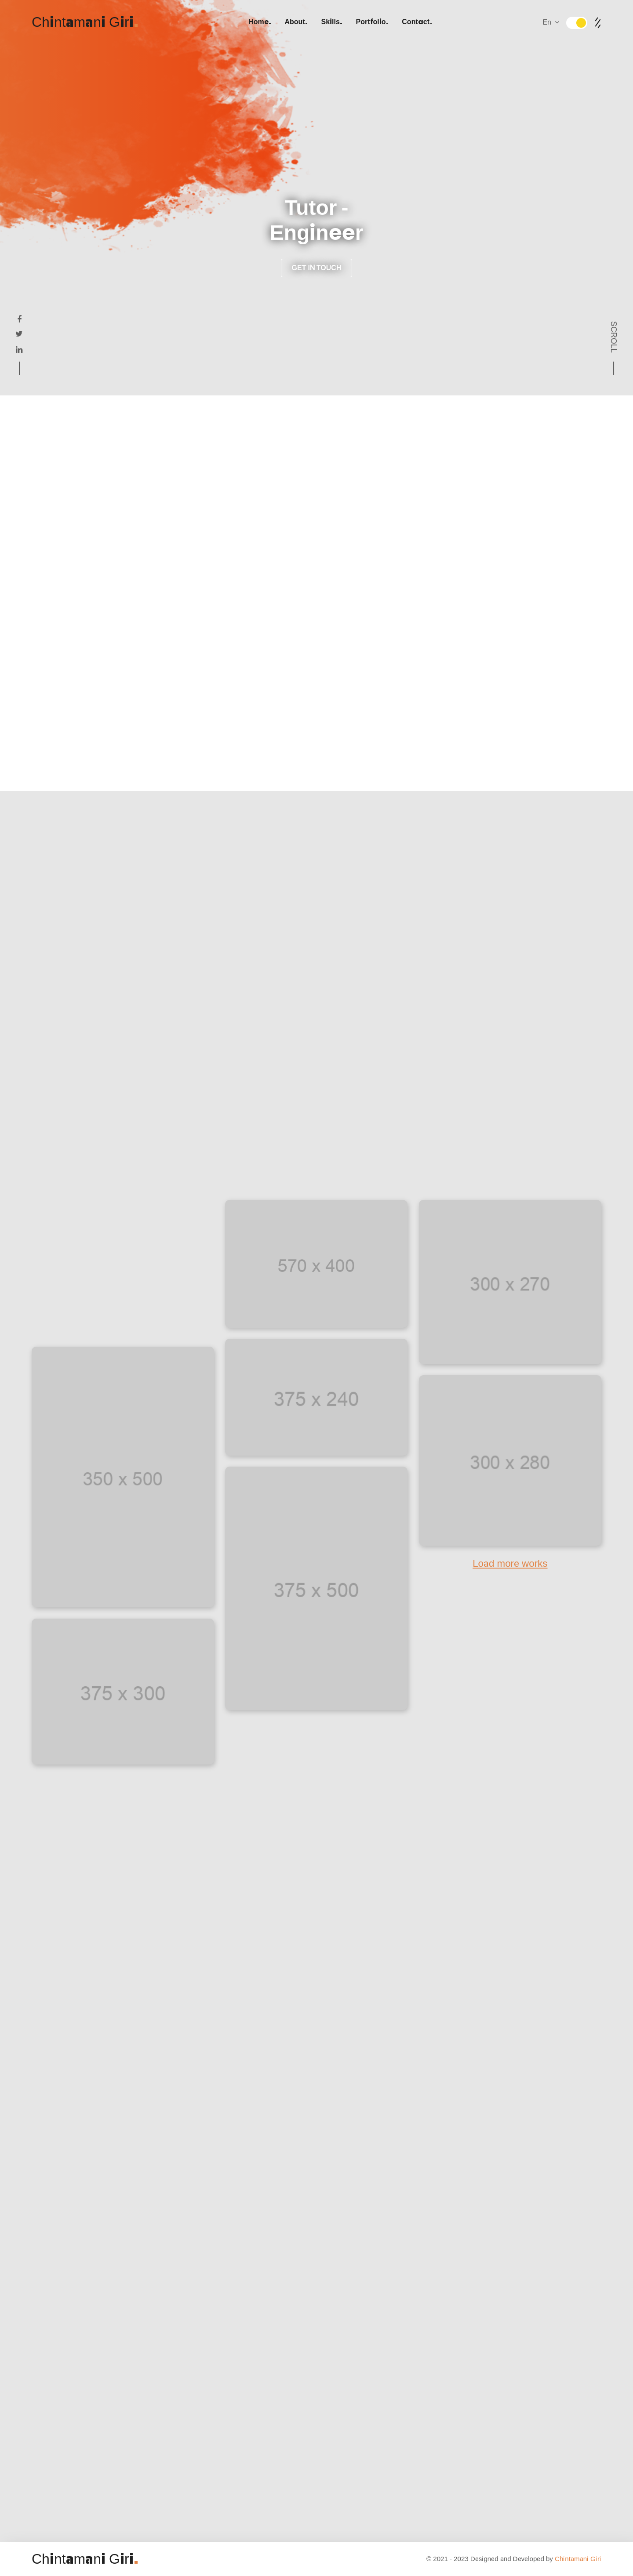 Chintamani Giri.
Home. About. Skills. Portfolio. Contact.
En
Tutor -
Engineer
GET IN TOUCH
SCROLL
570 x 400
300 x 270
350 x 500
375 x 240
300 x 280
375 x 500
Load more works
375 x 300
Chintamani Giri.
© 2021 - 2023 Designed and Developed by Chintamani Giri